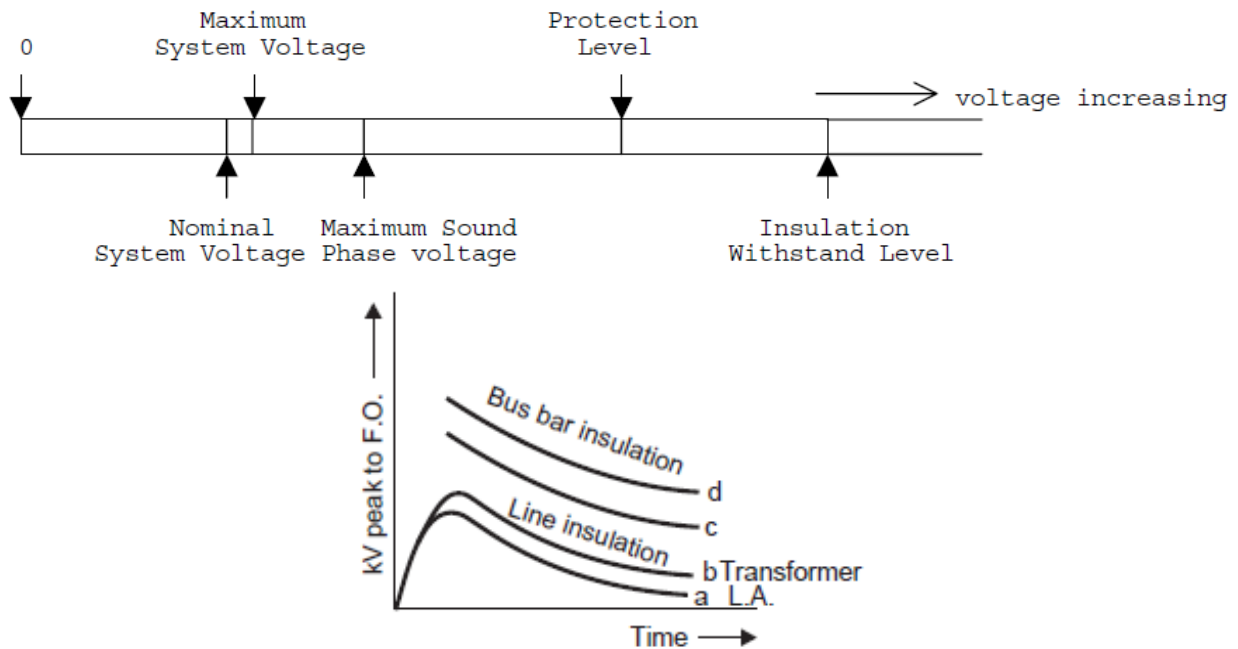 Maximum
System Voltage
0
Protection
Level
voltage increasing
Nominal
System Voltage
Maximum Sound
Phase voltage
Insulation
Withstand Level
kV peak to F.O.
Bus bar insulation
d
c
Line insulation
b Transformer
a L.A.
Time